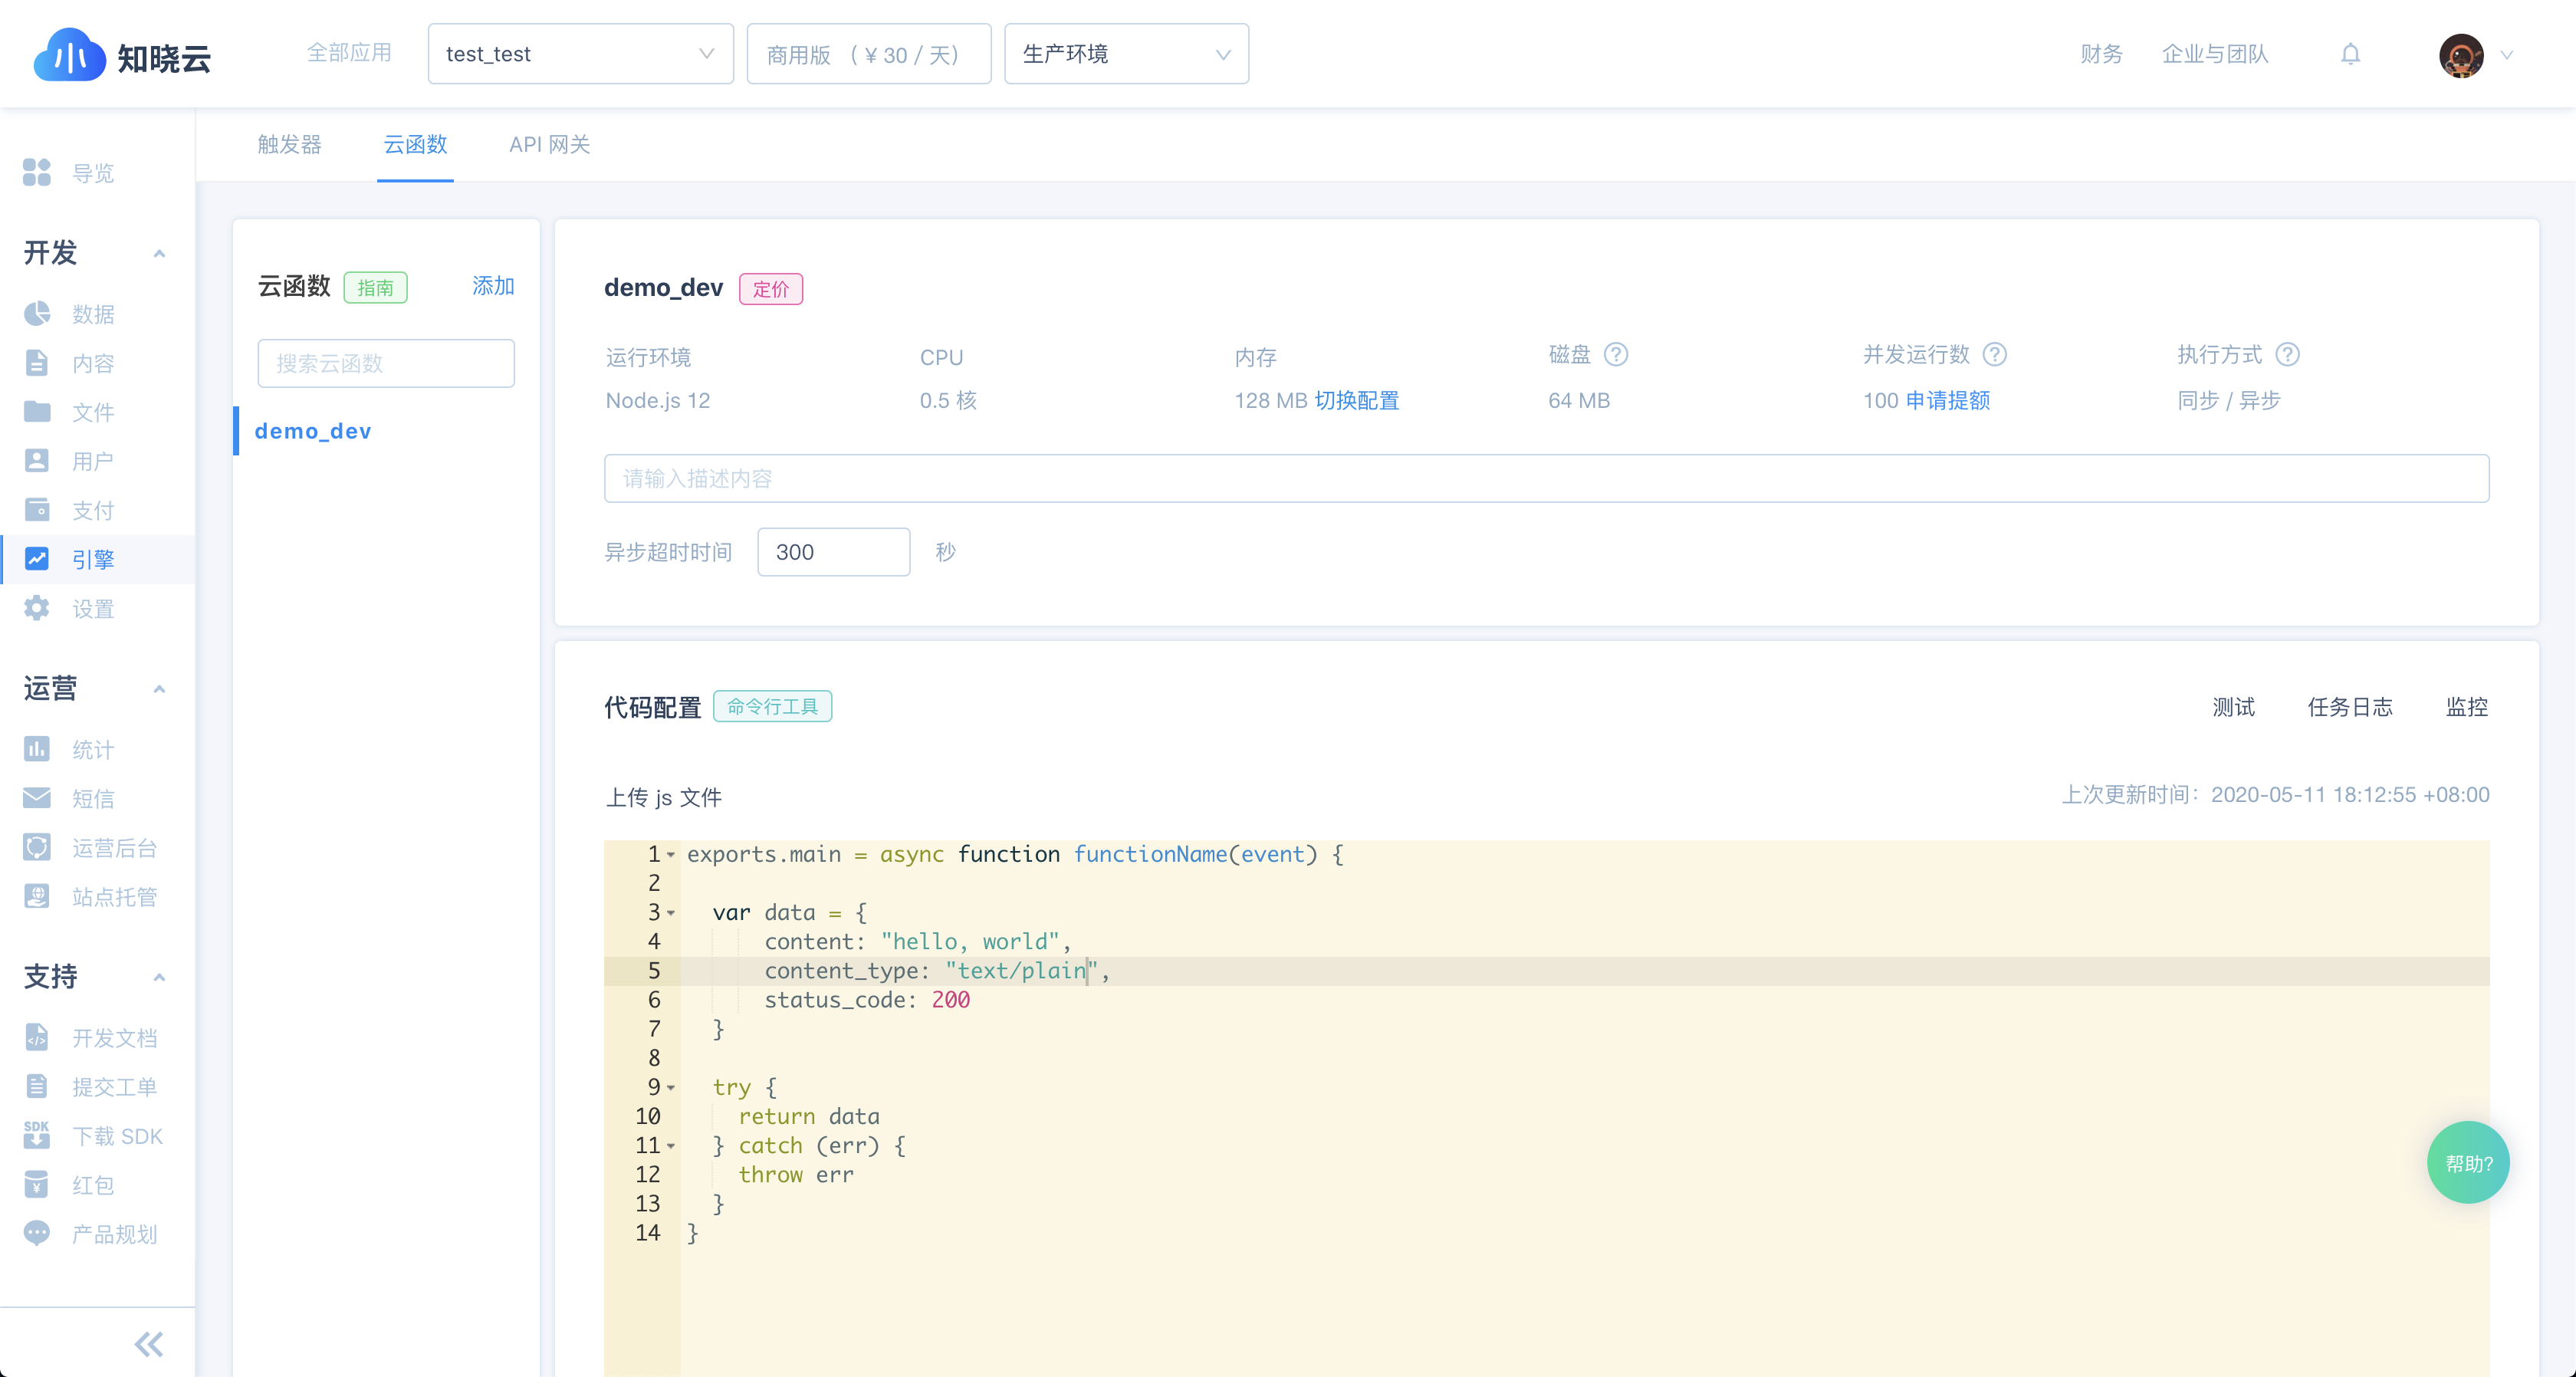 知晓云
全部应用
test_test
商用版 （¥ 30 / 天）
生产环境
财务
企业与团队
触发器
云函数
API 网关
导览
开发
数据
内容
文件
用户
支付
引擎
设置
运营
统计
短信
运营后台
站点托管
支持
开发文档
提交工单
SDK
下载 SDK
红包
产品规划
云函数 指南 添加
搜索云函数
demo_dev
demo_dev 定价
运行环境 CPU 内存 磁盘 ? 并发运行数 ? 执行方式 ?
Node.js 12 0.5 核 128 MB 切换配置 64 MB 100 申请提额 同步 / 异步
请输入描述内容
异步超时时间 300 秒
代码配置 命令行工具 测试 任务日志 监控
上传 js 文件 上次更新时间：2020-05-11 18:12:55 +08:00
1 exports.main = async function functionName(event) {
2
3 var data = {
4 content: "hello, world",
5 content_type: "text/plain",
6 status_code: 200
7 }
8
9 try {
10 return data
11 } catch (err) {
12 throw err
13 }
14 }
帮助?